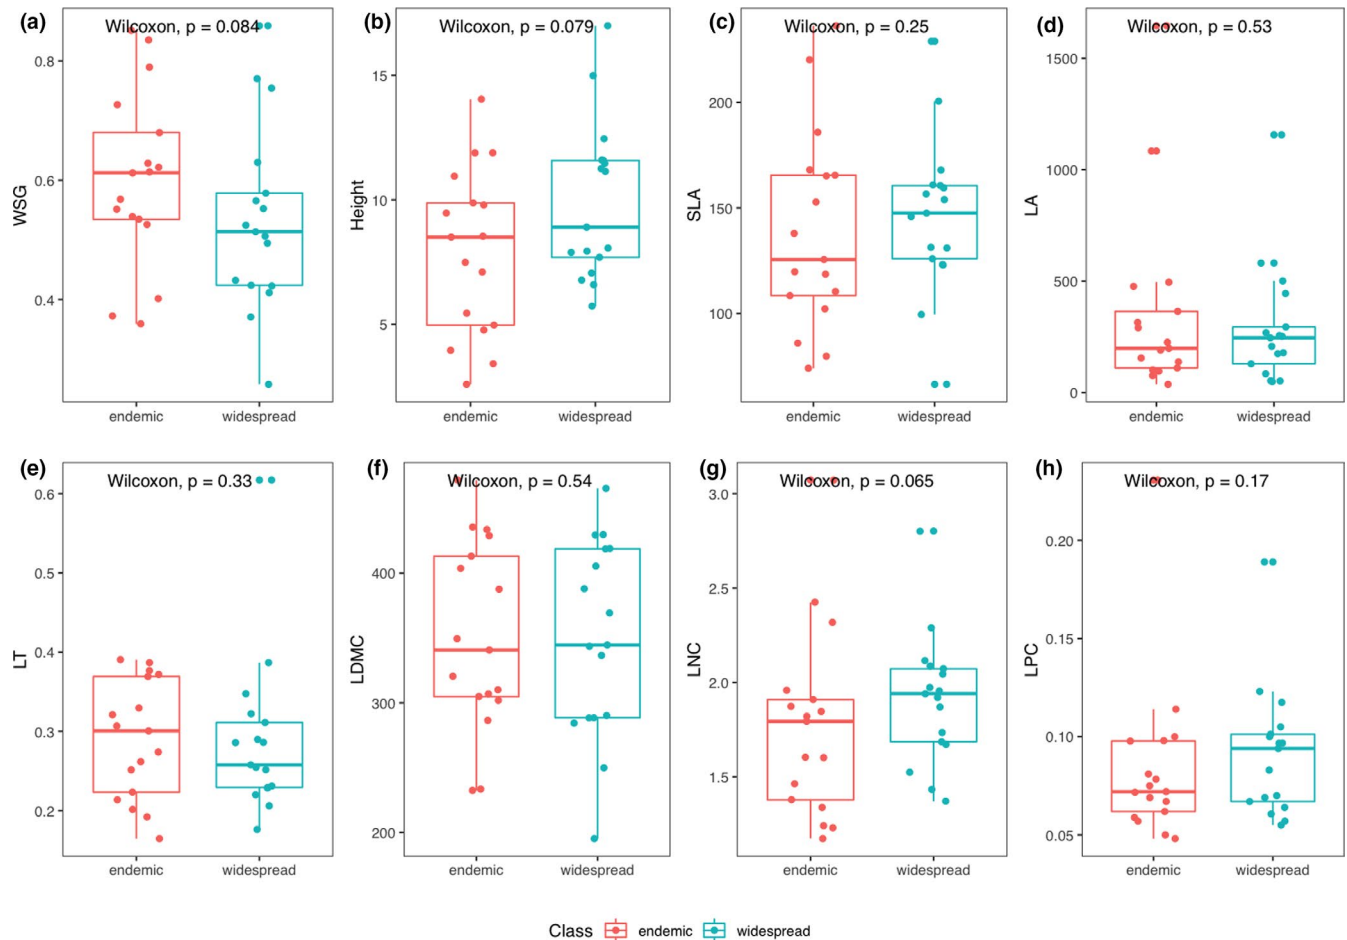 (a) Wilcoxon, p = 0.084
WSG
0.8
0.6
0.4
endemic widespread
(b) Wilcoxon, p = 0.079
Height
15
10
5
endemic widespread
(c) Wilcoxon, p = 0.25
SLA
200
150
100
endemic widespread
(d) Wilcoxon, p = 0.53
LA
1500
1000
500
0
endemic widespread
(e) Wilcoxon, p = 0.33
LT
0.6
0.5
0.4
0.3
0.2
endemic widespread
(f) Wilcoxon, p = 0.54
LDMC
400
300
200
endemic widespread
(g) Wilcoxon, p = 0.065
LNC
3.0
2.5
2.0
1.5
endemic widespread
(h) Wilcoxon, p = 0.17
LPC
0.20
0.15
0.10
0.05
endemic widespread
Class endemic widespread